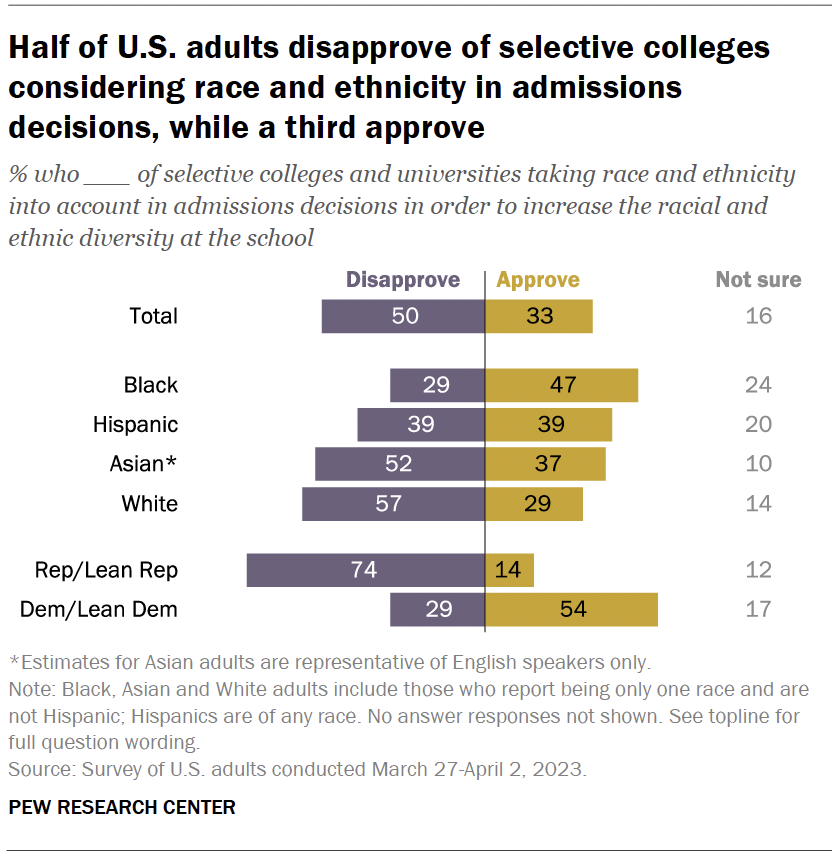 Half of U.S. adults disapprove of selective colleges
considering race and ethnicity in admissions
decisions, while a third approve
% who ___ of selective colleges and universities taking race and ethnicity
into account in admissions decisions in order to increase the racial and
ethnic diversity at the school
Disapprove Approve Not sure
Total 50 33 16
Black 29 47 24
Hispanic 39 39 20
Asian* 52 37 10
White 57 29 14
Rep/Lean Rep 74 14 12
Dem/Lean Dem 29 54 17
*Estimates for Asian adults are representative of English speakers only.
Note: Black, Asian and White adults include those who report being only one race and are
not Hispanic; Hispanics are of any race. No answer responses not shown. See topline for
full question wording.
Source: Survey of U.S. adults conducted March 27-April 2, 2023.
PEW RESEARCH CENTER